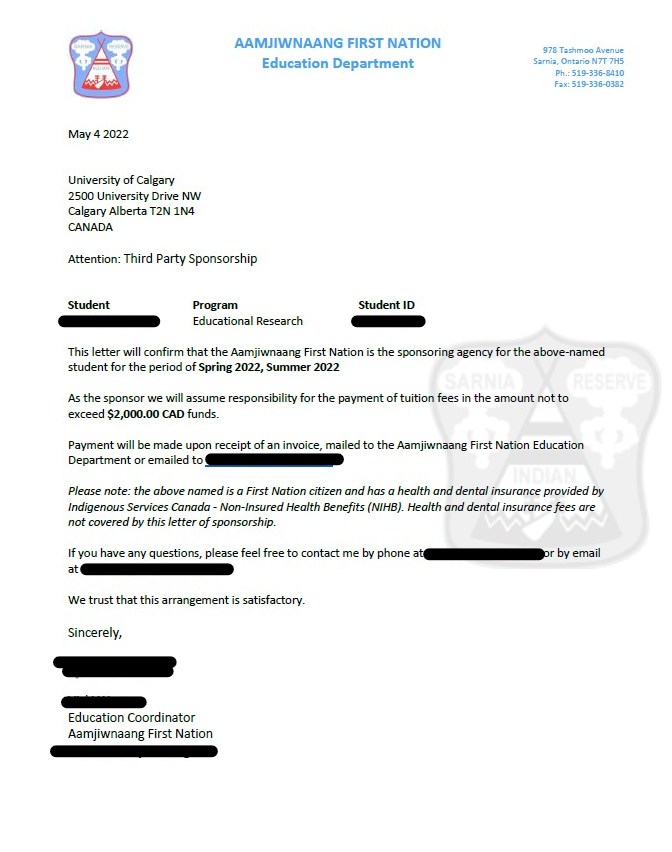 SARNIA RESERVE
INDIAN
AAMJIWNAANG FIRST NATION
Education Department
978 Tashmoo Avenue
Sarnia, Ontario N7T 7H5
Ph.: 519-336-8410
Fax: 519-336-0382
May 4 2022
University of Calgary
2500 University Drive NW
Calgary Alberta T2N 1N4
CANADA
Attention: Third Party Sponsorship
Student Program Student ID
Educational Research
This letter will confirm that the Aamjiwnaang First Nation is the sponsoring agency for the above-named
student for the period of Spring 2022, Summer 2022
As the sponsor we will assume responsibility for the payment of tuition fees in the amount not to
exceed $2,000.00 CAD funds.
Payment will be made upon receipt of an invoice, mailed to the Aamjiwnaang First Nation Education
Department or emailed to
Please note: the above named is a First Nation citizen and has a health and dental insurance provided by
Indigenous Services Canada - Non-Insured Health Benefits (NIHB). Health and dental insurance fees are
not covered by this letter of sponsorship.
If you have any questions, please feel free to contact me by phone at or by email
at
We trust that this arrangement is satisfactory.
Sincerely,
Education Coordinator
Aamjiwnaang First Nation
SARNIA RESERVE
INDIAN